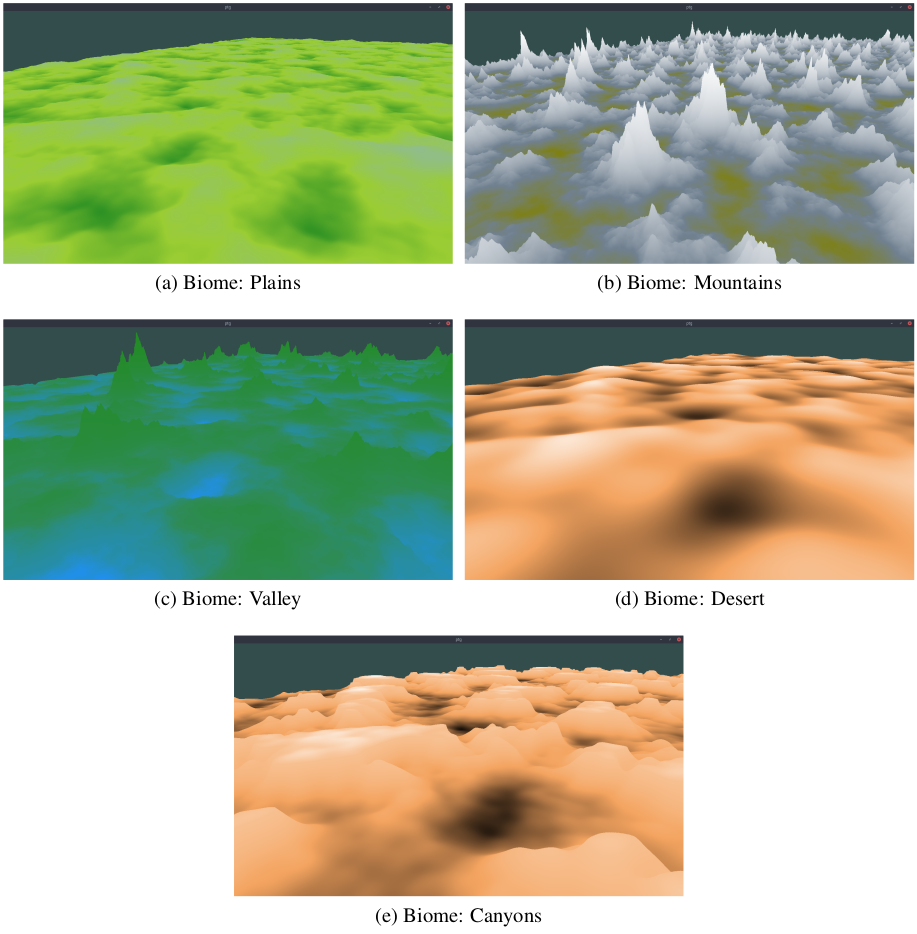 (a) Biome: Plains
(b) Biome: Mountains
(c) Biome: Valley
(d) Biome: Desert
(e) Biome: Canyons